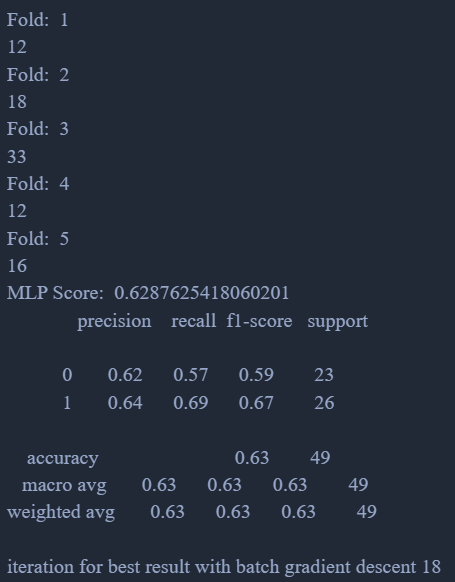 Fold: 1
12
Fold: 2
18
Fold: 3
33
Fold: 4
12
Fold: 5
16
MLP Score: 0.6287625418060201
precision recall f1-score support
0 0.62 0.57 0.59 23
1 0.64 0.69 0.67 26
accuracy 0.63 49
macro avg 0.63 0.63 0.63 49
weighted avg 0.63 0.63 0.63 49
iteration for best result with batch gradient descent 18